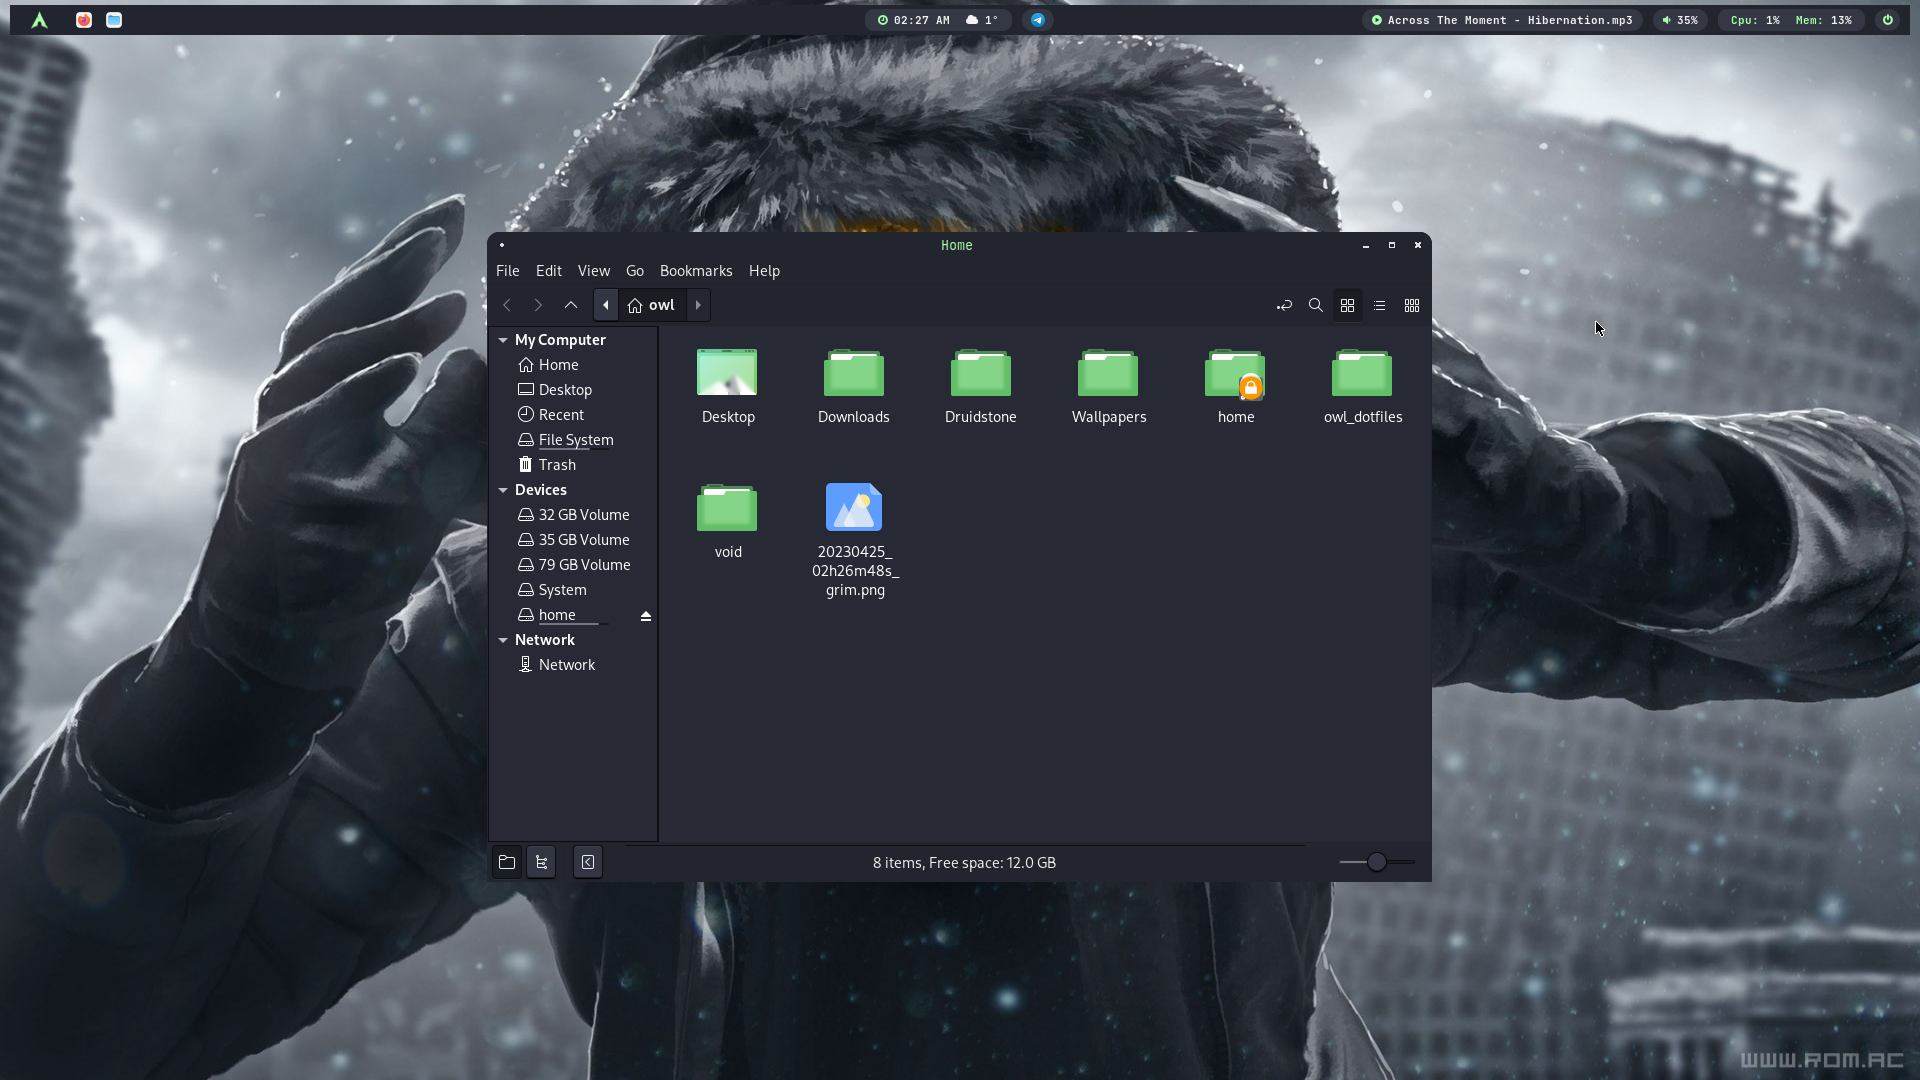 02:27 AM 1°
Across The Moment - Hibernation.mp3 35% Cpu: 1% Mem: 13%
Home
File Edit View Go Bookmarks Help
owl
My Computer
Home
Desktop
Recent
File System
Trash
Devices
32 GB Volume
35 GB Volume
79 GB Volume
System
home
Network
Network
Desktop Downloads Druidstone Wallpapers home owl_dotfiles
void 20230425_
02h26m48s_
grim.png
8 items, Free space: 12.0 GB
WWW.ROM.AC